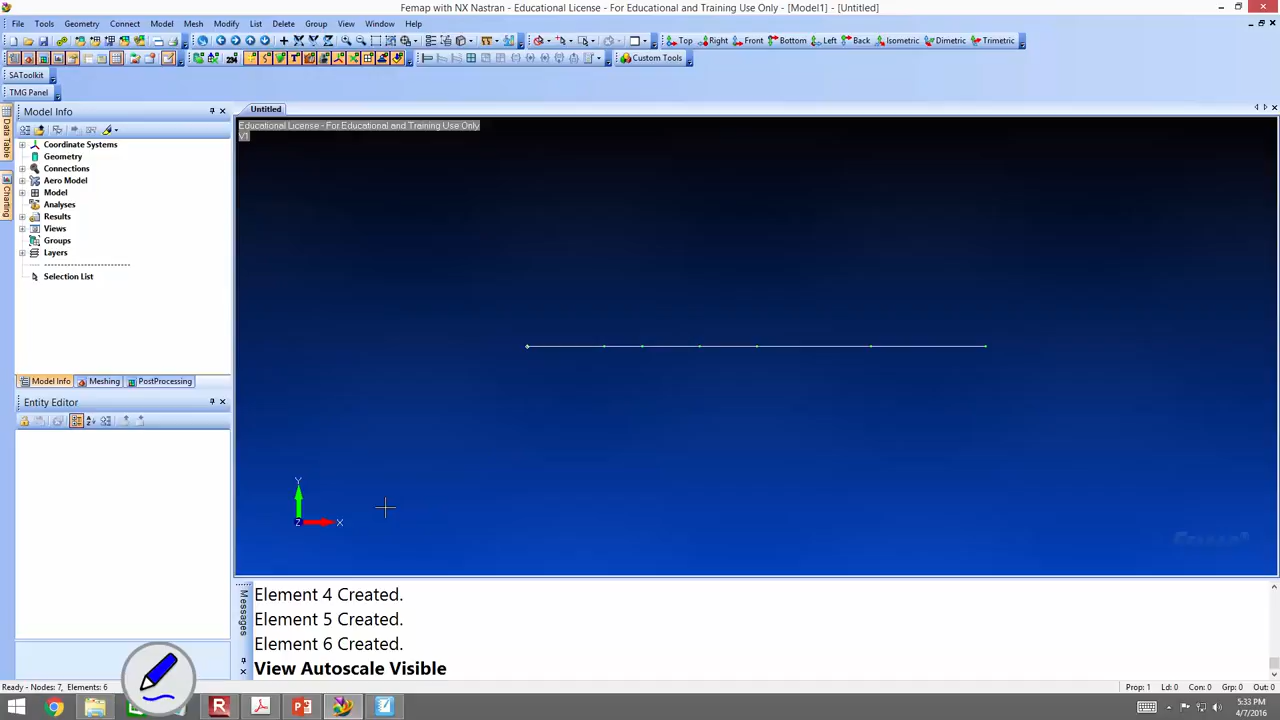 Femap with NX Nastran - Educational License - For Educational and Training Use Only - [Model1] - [Untitled]
File Tools Geometry Connect Model Mesh Modify List Delete Group View Window Help
Top Right Front Bottom Left Back Isometric Dimetric Trimetric
234 Custom Tools
SAToolkit
TMG Panel
Model Info
Untitled
Data Table
Charting
Educational License - For Educational and Training Use Only
V1
Coordinate Systems
Geometry
Connections
Aero Model
Model
Analyses
Results
Views
Groups
Layers
Selection List
Model Info Meshing PostProcessing
Entity Editor
Y
Z X
Femap
Messages
Element 4 Created.
Element 5 Created.
Element 6 Created.
View Autoscale Visible
Ready - Nodes: 7, Elements: 6
Prop: 1 Ld: 0 Con: 0 Grp: 0 Out: 0
5:33 PM
4/7/2016